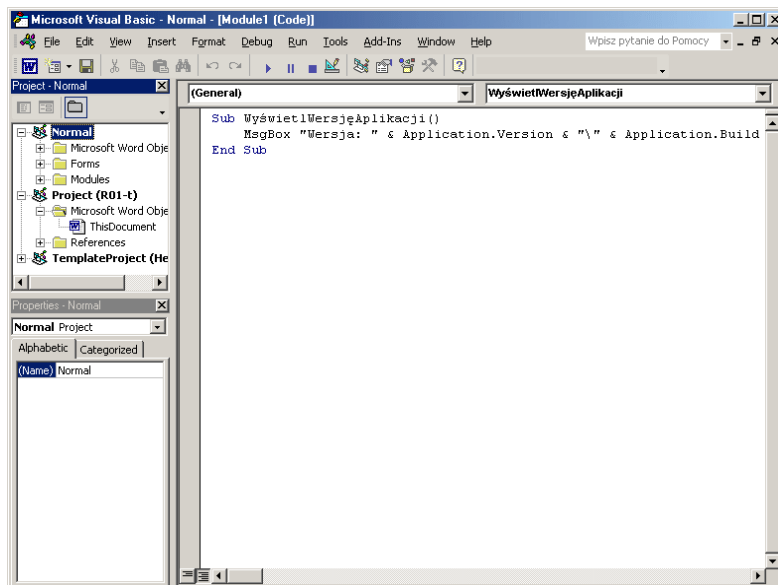 Microsoft Visual Basic - Normal - [Module1 (Code)]
File Edit View Insert Format Debug Run Tools Add-Ins Window Help
Wpisz pytanie do Pomocy
Project - Normal
Normal
Microsoft Word Obje
Forms
Modules
Project (R01-t)
Microsoft Word Obje
ThisDocument
References
TemplateProject (He
Properties - Normal
Normal Project
Alphabetic Categorized
(Name) Normal
(General) WyświetlWersjęAplikacji
Sub WyświetlWersjęAplikacji()
MsgBox "Wersja: " & Application.Version & "\" & Application.Build
End Sub